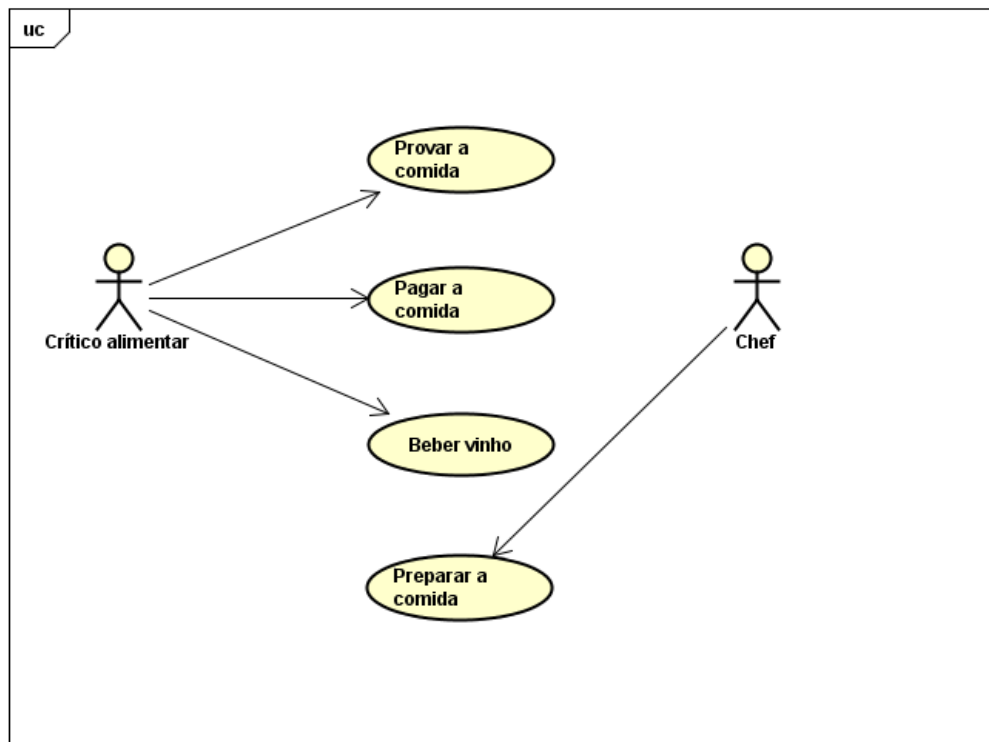 uc
Provar a
comida
Crítico alimentar
Pagar a
comida
Chef
Beber vinho
Preparar a
comida